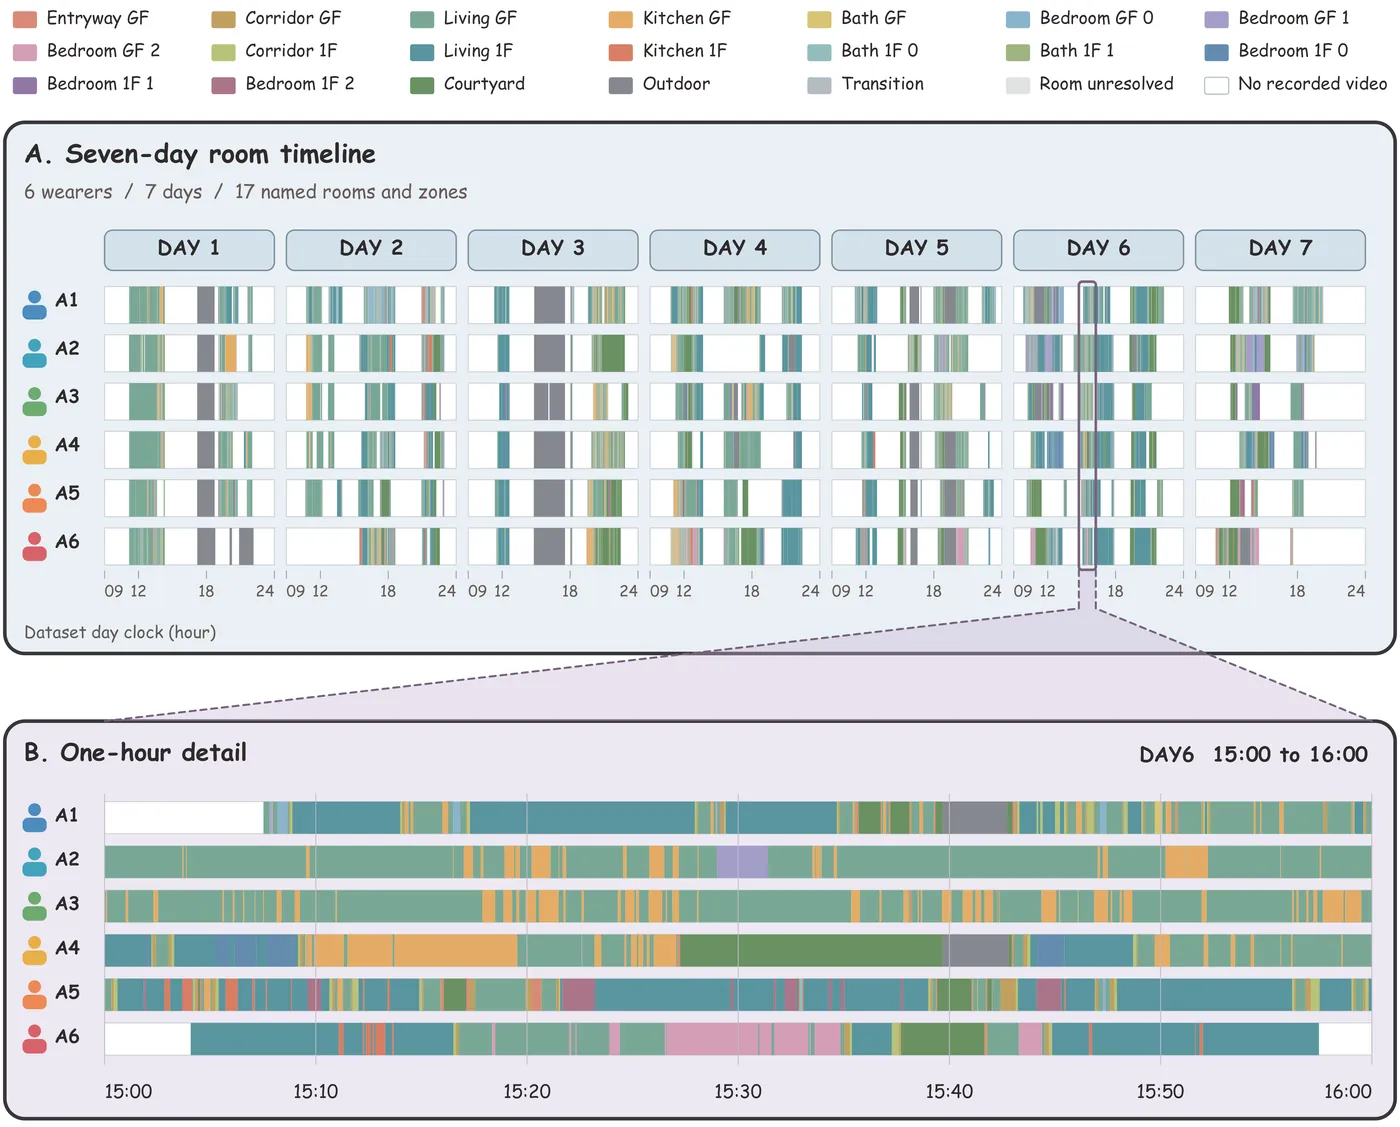 Entryway GF Corridor GF Living GF Kitchen GF Bath GF Bedroom GF 0 Bedroom GF 1
Bedroom GF 2 Corridor 1F Living 1F Kitchen 1F Bath 1F 0 Bath 1F 1 Bedroom 1F 0
Bedroom 1F 1 Bedroom 1F 2 Courtyard Outdoor Transition Room unresolved No recorded video
A. Seven-day room timeline
6 wearers / 7 days / 17 named rooms and zones
DAY 1 DAY 2 DAY 3 DAY 4 DAY 5 DAY 6 DAY 7
A1
A2
A3
A4
A5
A6
09 12 18 24 09 12 18 24 09 12 18 24 09 12 18 24 09 12 18 24 09 12 18 24 09 12 18 24
Dataset day clock (hour)
B. One-hour detail
DAY6 15:00 to 16:00
A1
A2
A3
A4
A5
A6
15:00 15:10 15:20 15:30 15:40 15:50 16:00